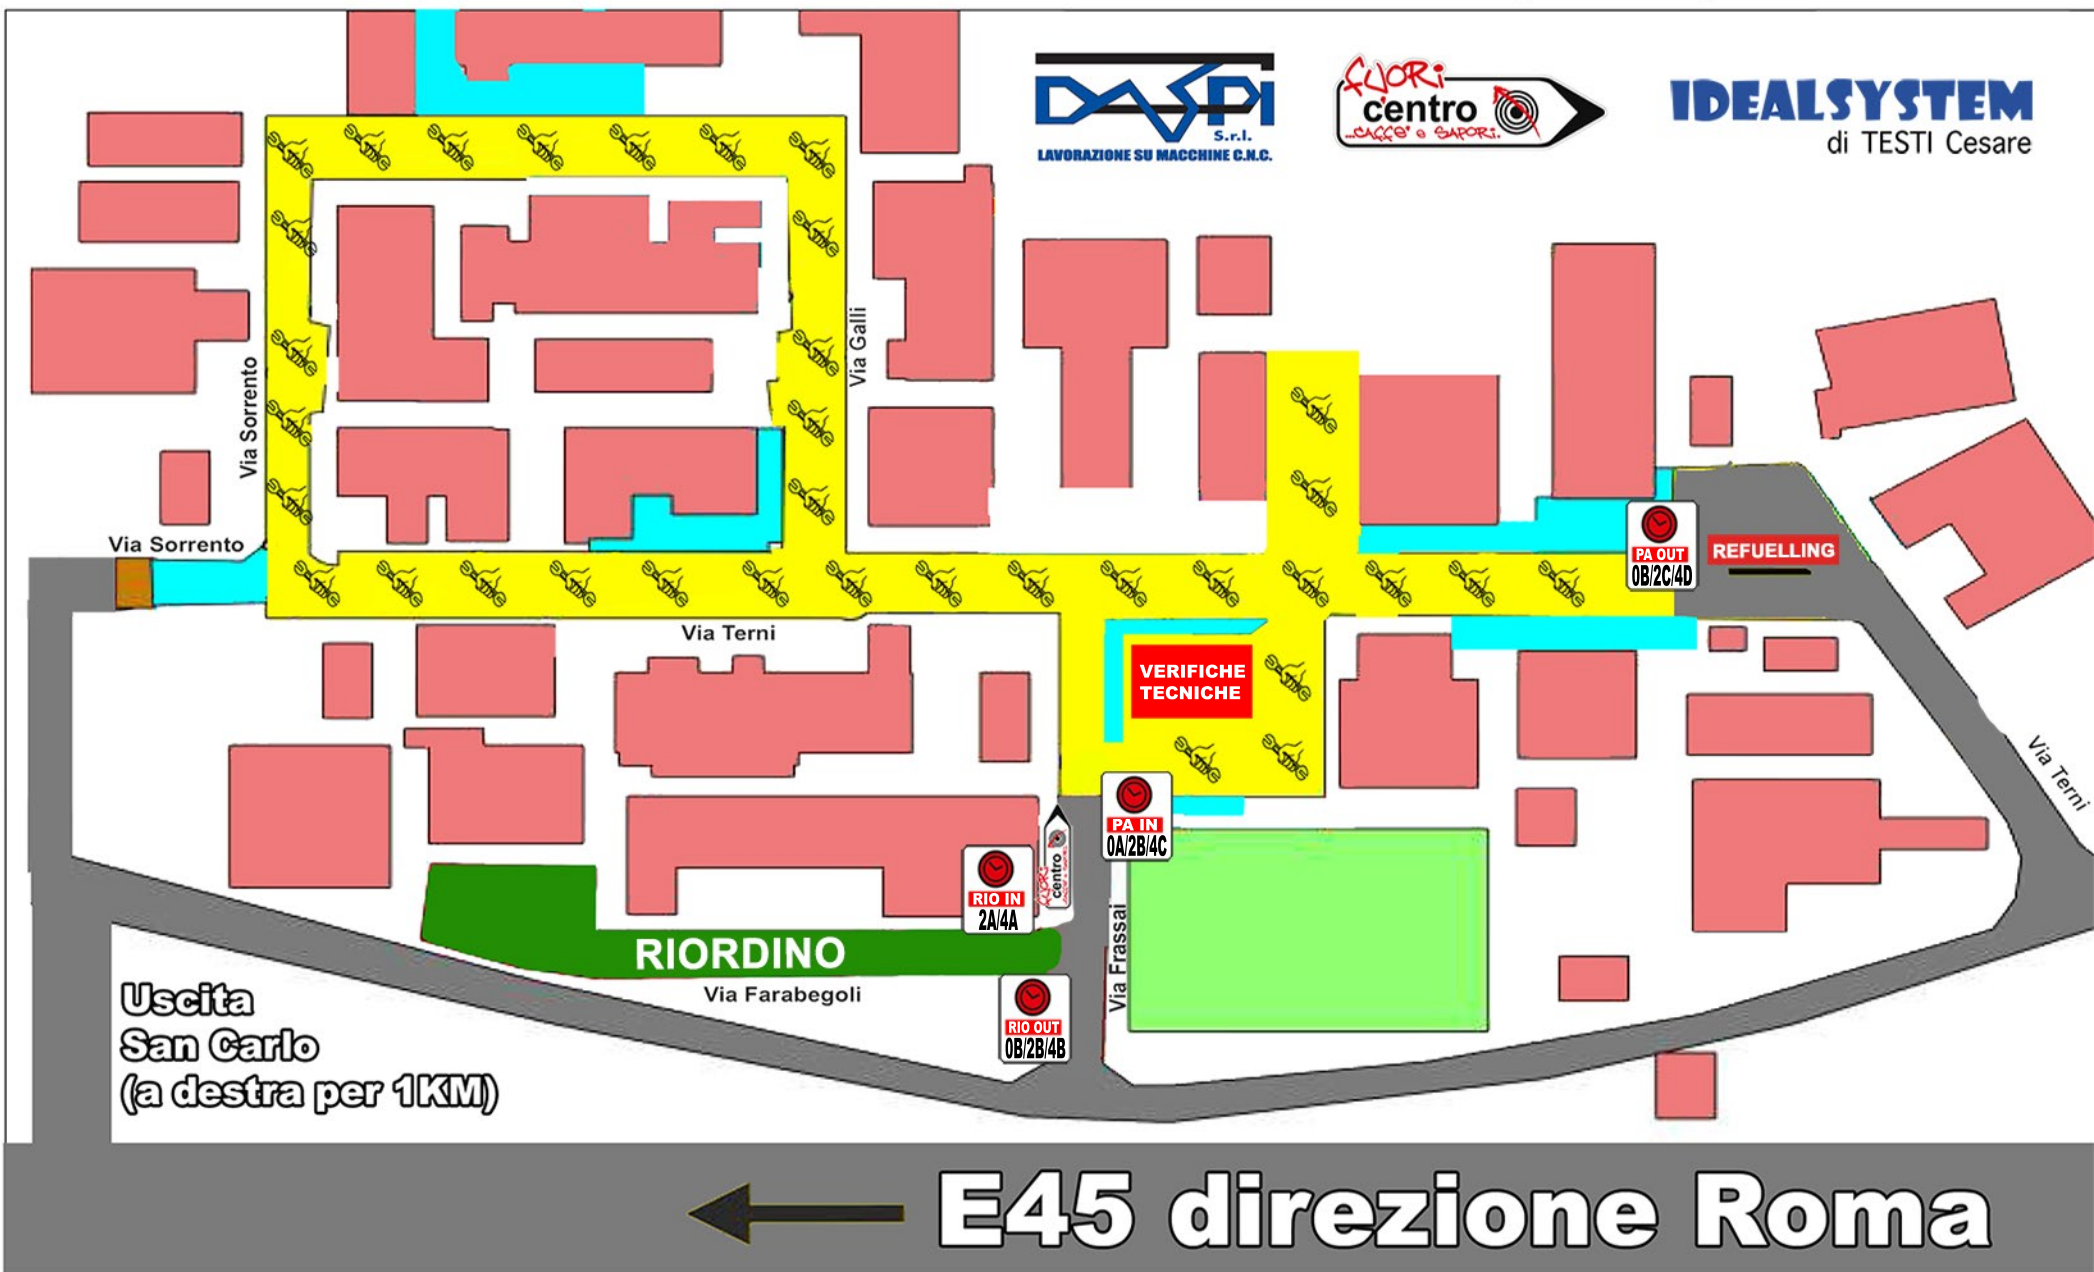 DASPI
S.r.l.
LAVORAZIONE SU MACCHINE C.N.C.
FUORI
centro
...CAFFE' e SAPORI.
IDEALSYSTEM
di TESTI Cesare
Via Galli
Via Sorrento
Via Sorrento
PA OUT
0B/2C/4D
REFUELLING
Via Terni
VERIFICHE
TECNICHE
Via Terni
PA IN
0A/2B/4C
FUORI
centro
RIO IN
2A/4A
RIORDINO
Via Frassai
Via Farabegoli
RIO OUT
0B/2B/4B
Uscita
San Carlo
(a destra per 1KM)
E45 direzione Roma